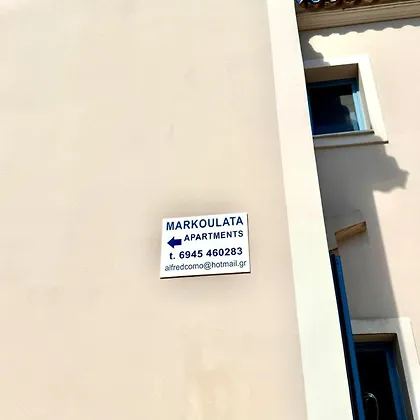 MARKOULATA
APARTMENTS
t. 6945 460283
alfredcomo@hotmail.gr